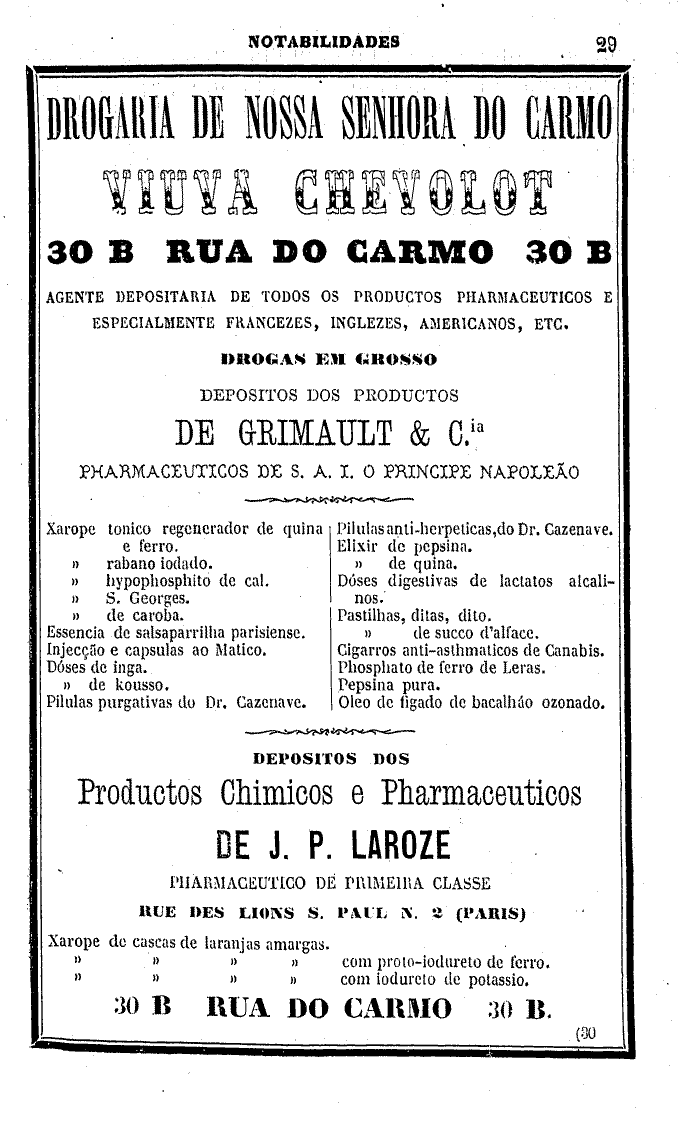 NOTABILIDADES 29
DROGARIA DE NOSSA SENHORA DO CARMO
VIUVA CHEVOLOT
30 B RUA DO CARMO 30 B
AGENTE DEPOSITARIA DE TODOS OS PRODUCTOS PHARMACEUTICOS E
ESPECIALMENTE FRANCEZES, INGLEZES, AMERICANOS, ETC.
DROGAS EM GROSSO
DEPOSITOS DOS PRODUCTOS
DE GRIMAULT & C.ia
PHARMACEUTICOS DE S. A. I. O PRINCIPE NAPOLEÃO
Xarope tonico regenerador de quina
e ferro.
» rabano iodado.
» hypophosphito de cal.
» S. Georges.
» de caroba.
Essencia de salsaparrilha parisiense.
Injecção e capsulas ao Matico.
Dóses de inga.
» de kousso.
Pilulas purgativas do Dr. Cazenave.
Pilulas anti-herpeticas, do Dr. Cazenave.
Elixir de pepsina.
» de quina.
Dóses digestivas de lactatos alcali-
nos.
Pastilhas, ditas, dito.
» de succo d'alface.
Cigarros anti-asthmaticos de Canabis.
Phosphato de ferro de Leras.
Pepsina pura.
Oleo de figado de bacalháo ozonado.
DEPOSITOS DOS
Productos Chimicos e Pharmaceuticos
DE J. P. LAROZE
PHARMACEUTICO DE PRIMEIRA CLASSE
RUE DES LIONS S. PAUL N. 2 (PARIS)
Xarope de cascas de laranjas amargas.
» » » » com proto-iodureto de ferro.
» » » » com iodureto de potassio.
30 B RUA DO CARMO 30 B.
(30